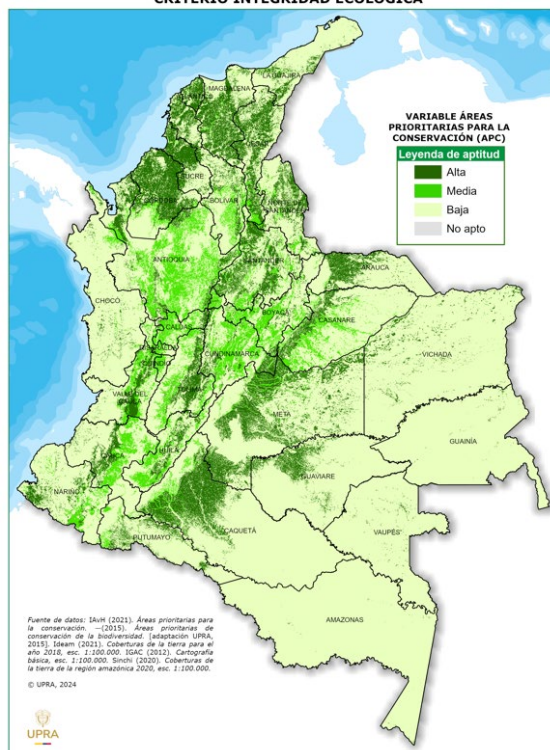 CRITERIO INTEGRIDAD ECOLÓGICA
VARIABLE ÁREAS
PRIORITARIAS PARA LA
CONSERVACIÓN (APC)
Leyenda de aptitud
Alta
Media
Baja
No apto
LA GUAJIRA
MAGDALENA
SUCRE
BOLÍVAR
NORTE DE
SANTANDER
ANTIOQUIA
SANTANDER
ARAUCA
CHOCÓ
BOYACÁ
CASANARE
CALDAS
CUNDINAMARCA
VICHADA
TOLIMA
META
GUAINÍA
HUILA
GUAVIARE
NARIÑO
CAQUETÁ
VAUPÉS
PUTUMAYO
AMAZONAS
Fuente de datos: IAvH (2021). Áreas prioritarias para
la conservación. —(2015). Áreas prioritarias de
conservación de la biodiversidad. [adaptación UPRA,
2015]. Ideam (2021). Coberturas de la tierra para el
año 2018, esc. 1:100.000. IGAC (2012). Cartografía
básica, esc. 1:100.000. Sinchi (2020). Coberturas de
la tierra de la región amazónica 2020, esc. 1:100.000.
© UPRA, 2024
UPRA